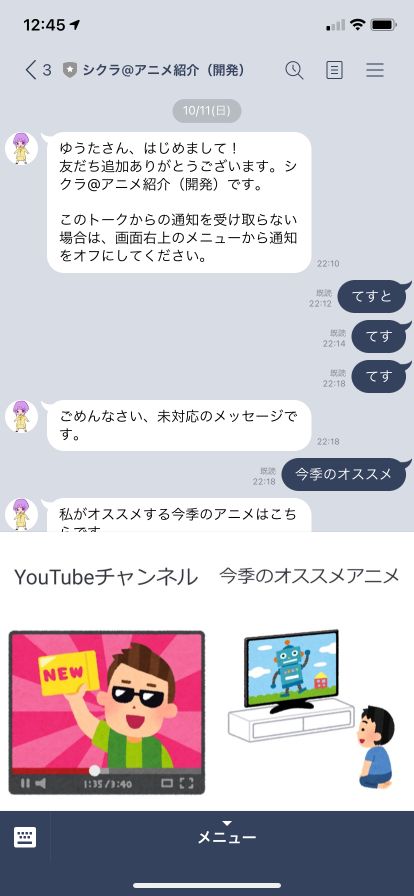 12:45
3 シクラ@アニメ紹介（開発）
10/11(日)
ゆうたさん、はじめまして！
友だち追加ありがとうございます。シ
クラ@アニメ紹介（開発）です。
このトークからの通知を受け取らない
場合は、画面右上のメニューから通知
をオフにしてください。
22:10
既読
22:12
てすと
既読
22:14
てす
既読
22:18
てす
ごめんなさい、未対応のメッセージで
す。
22:18
既読
22:18
今季のオススメ
私がオススメする今季のアニメはこち
らです
YouTubeチャンネル
今季のオススメアニメ
NEW
1:35/3:40
メニュー